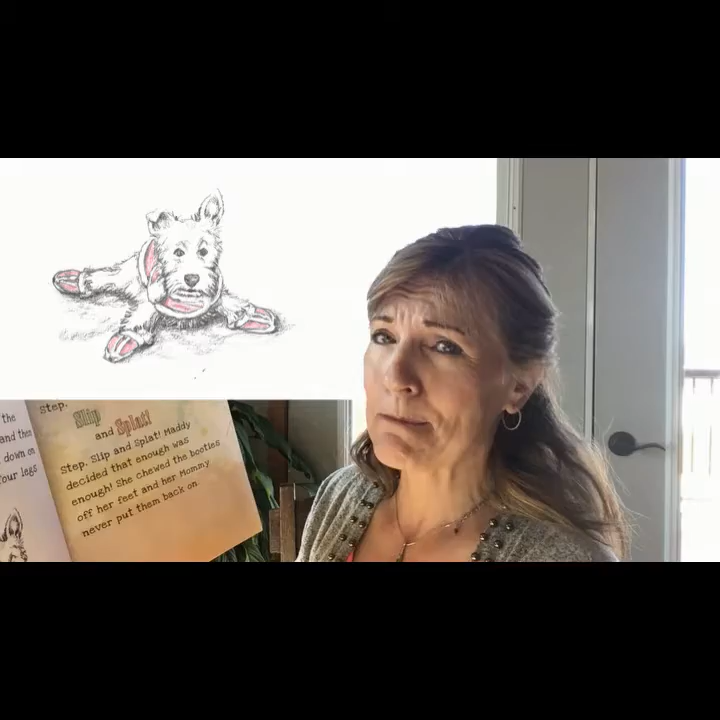 the
and then
down on
four legs
Step.
Slip
and Splat!
Step. Slip and Splat! Maddy
decided that enough was
enough! She chewed the booties
off her feet and her Mommy
never put them back on.